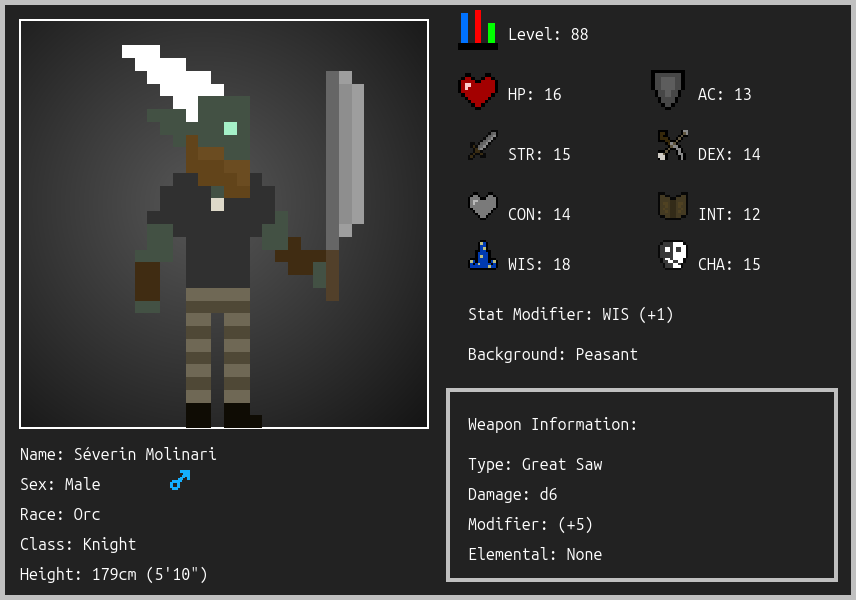 Level: 88
HP: 16
AC: 13
STR: 15
DEX: 14
CON: 14
INT: 12
WIS: 18
CHA: 15
Stat Modifier: WIS (+1)
Background: Peasant
Weapon Information:
Type: Great Saw
Damage: d6
Modifier: (+5)
Elemental: None
Name: Séverin Molinari
Sex: Male
Race: Orc
Class: Knight
Height: 179cm (5'10")